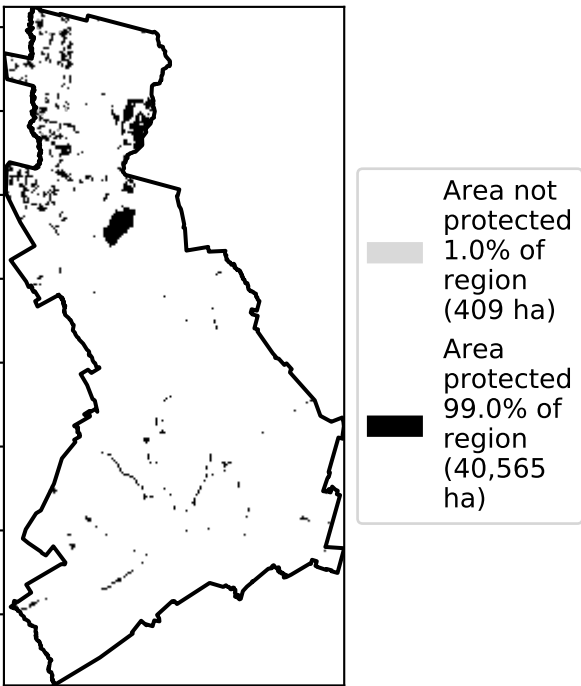 Area not
protected
1.0% of
region
(409 ha)
Area
protected
99.0% of
region
(40,565
ha)